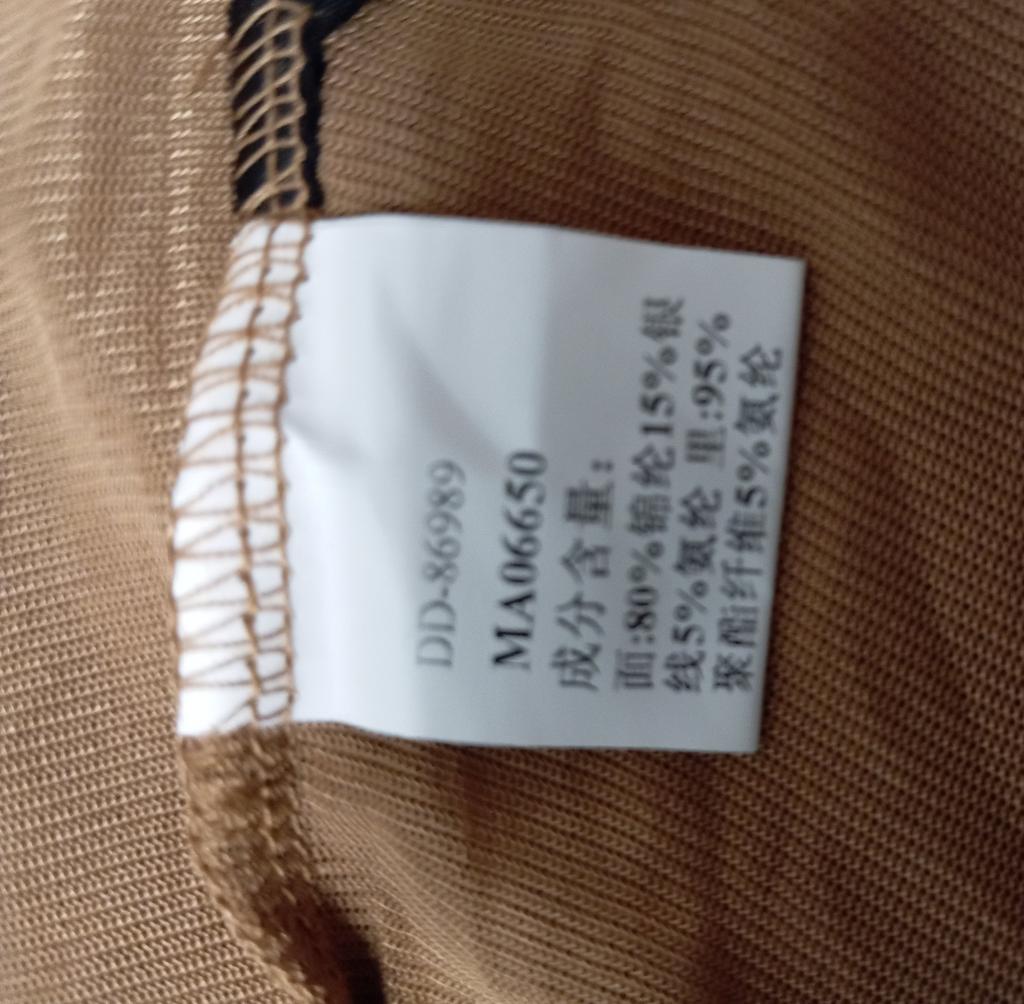 DD-86989
MA06650
成分含量:
面:80%锦纶15%银
线5%氨纶 里:95%
聚酯纤维5%氨纶